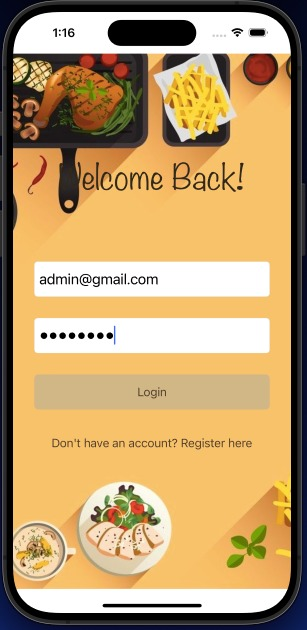 1:16
Welcome Back!
admin@gmail.com
••••••••
Login
Don't have an account? Register here